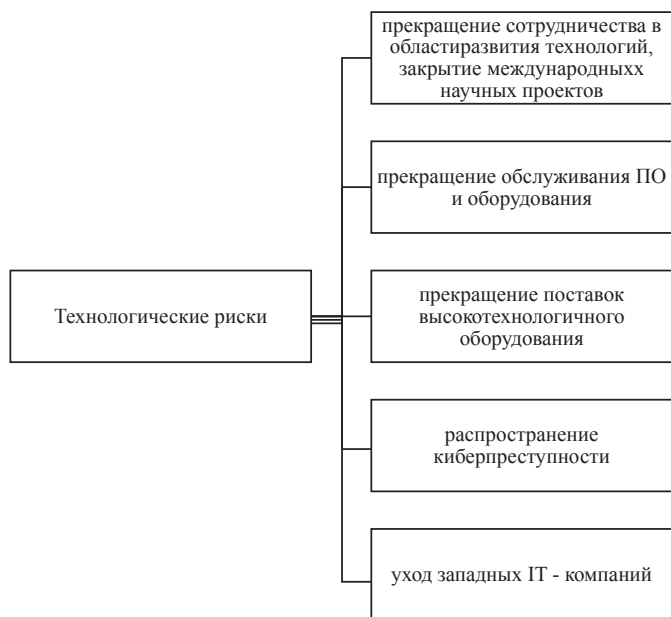 прекращение сотрудничества в
областиразвития технологий,
закрытие международныхх
научных проектов
прекращение обслуживания ПО
и оборудования
Технологические риски
прекращение поставок
высокотехнологичного
оборудования
распространение
киберпреступности
уход западных IT - компаний